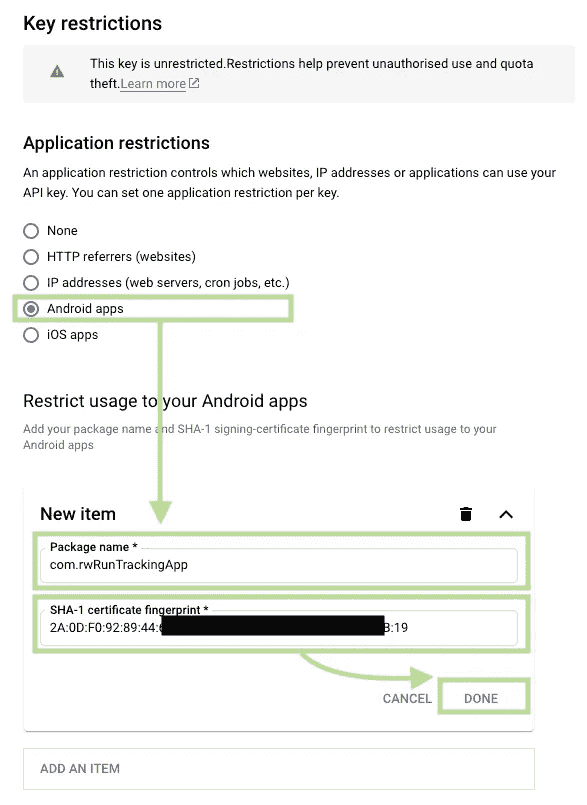 Key restrictions
This key is unrestricted.Restrictions help prevent unauthorised use and quota
theft.Learn more
Application restrictions
An application restriction controls which websites, IP addresses or applications can use your
API key. You can set one application restriction per key.
None
HTTP referrers (websites)
IP addresses (web servers, cron jobs, etc.)
Android apps
iOS apps
Restrict usage to your Android apps
Add your package name and SHA-1 signing-certificate fingerprint to restrict usage to your
Android apps
New item
Package name *
com.rwRunTrackingApp
SHA-1 certificate fingerprint *
2A:0D:F0:92:89:44: :19
CANCEL DONE
ADD AN ITEM